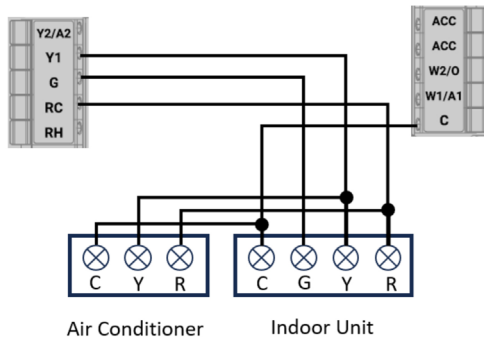 Y2/A2
Y1
G
RC
RH
ACC
ACC
W2/O
W1/A1
C
C Y R
C G Y R
Air Conditioner
Indoor Unit